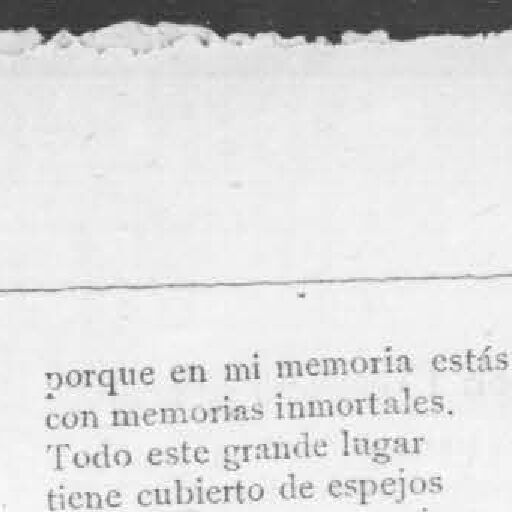 porque en mi memoria estás
con memorias inmortales.
Todo este grande lugar
tiene cubierto de espejos